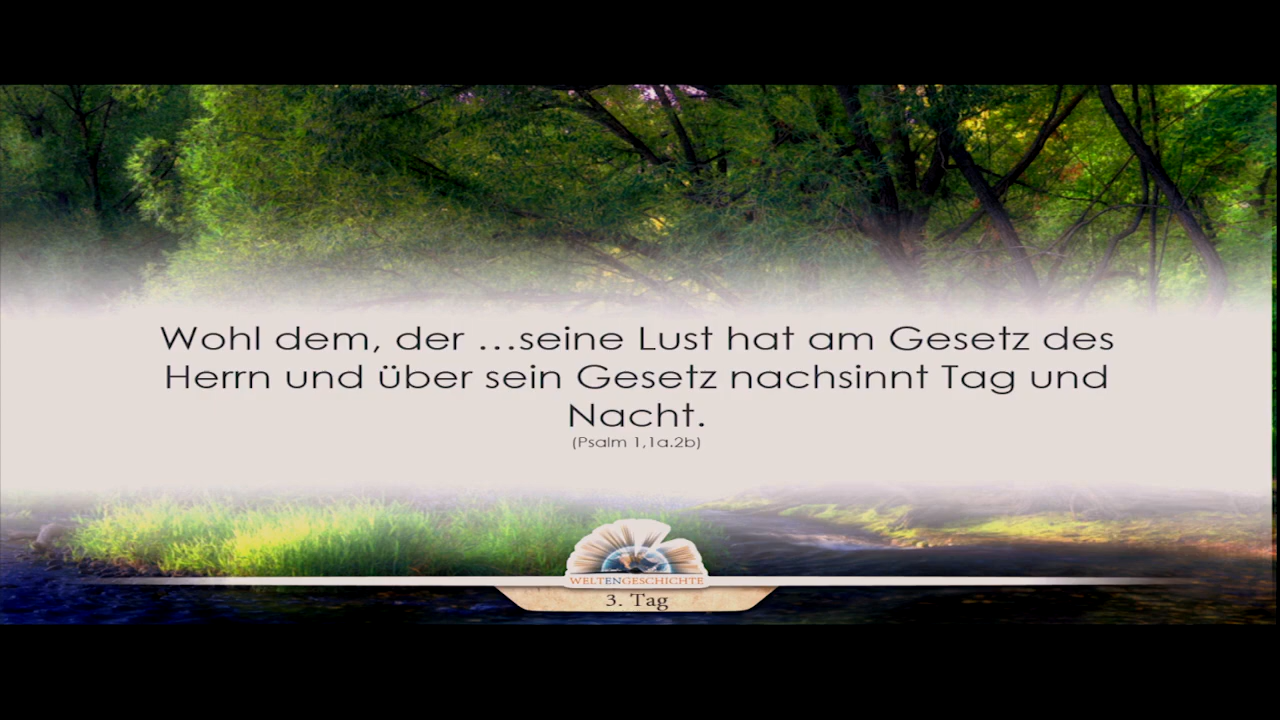 Wohl dem, der ...seine Lust hat am Gesetz des
Herrn und über sein Gesetz nachsinnt Tag und
Nacht.
(Psalm 1,1a.2b)
WELTENGESCHICHTE
3. Tag